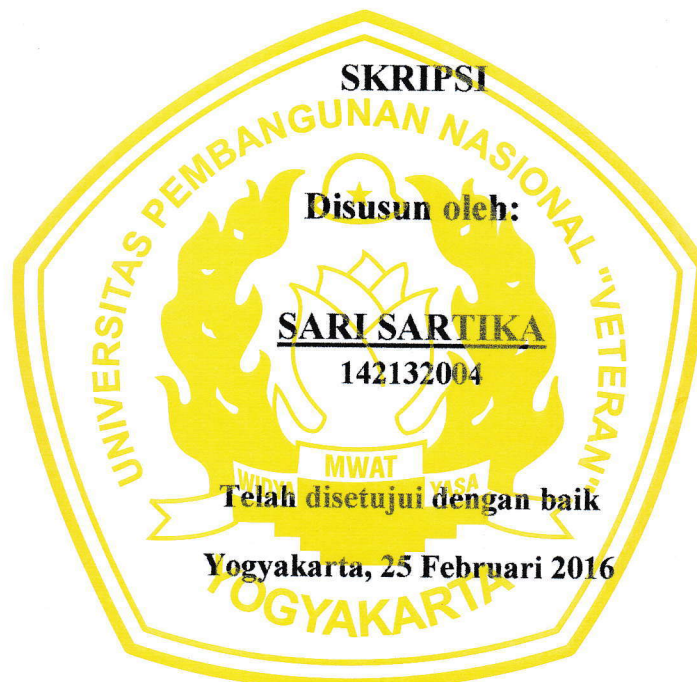 SKRIPSI
UNIVERSITAS PEMBANGUNAN NASIONAL "VETERAN"
Disusun oleh:
SARI SARTIKA
142132004
WIDYA MWAT YASA
Telah disetujui dengan baik
Yogyakarta, 25 Februari 2016
YOGYAKARTA